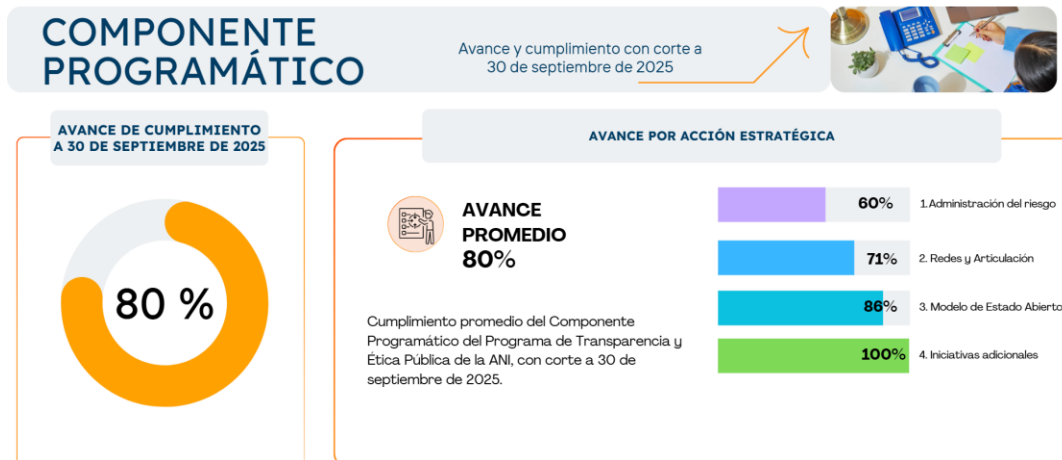 COMPONENTE
PROGRAMÁTICO
Avance y cumplimiento con corte a
30 de septiembre de 2025
AVANCE DE CUMPLIMIENTO
A 30 DE SEPTIEMBRE DE 2025
80 %
AVANCE POR ACCIÓN ESTRATÉGICA
AVANCE
PROMEDIO
80%
Cumplimiento promedio del Componente
Programático del Programa de Transparencia y
Ética Pública de la ANI, con corte a 30 de
septiembre de 2025.
60% 1.Administración del riesgo
71% 2. Redes y Articulación
86% 3. Modelo de Estado Abierto
100% 4. Iniciativas adicionales